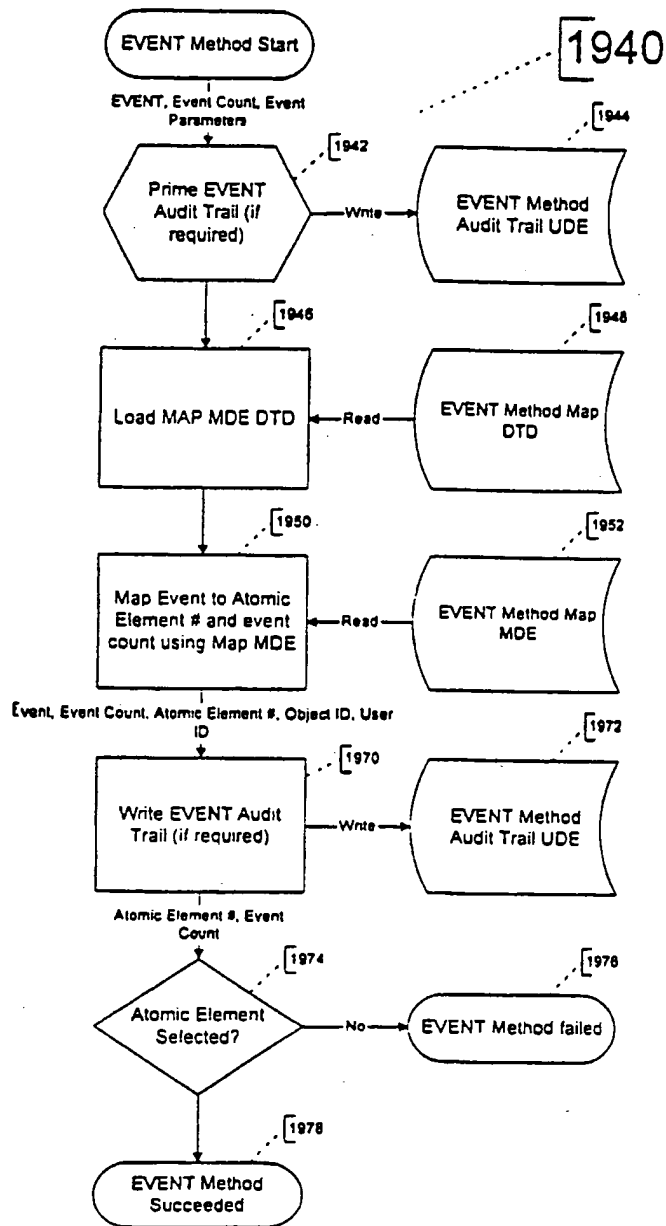 EVENT Method Start
1940
EVENT, Event Count, Event
Parameters
1942
1944
Prime EVENT
Audit Trail (if
required)
Write
EVENT Method
Audit Trail UDE
1946
1948
Load MAP MDE DTD
Read
EVENT Method Map
DTD
1950
1952
Map Event to Atomic
Element # and event
count using Map MDE
Read
EVENT Method Map
MDE
Event, Event Count, Atomic Element #, Object ID, User
ID
1970
1972
Write EVENT Audit
Trail (if required)
Write
EVENT Method
Audit Trail UDE
Atomic Element #, Event
Count
1974
1976
Atomic Element
Selected?
No
EVENT Method failed
1978
EVENT Method
Succeeded